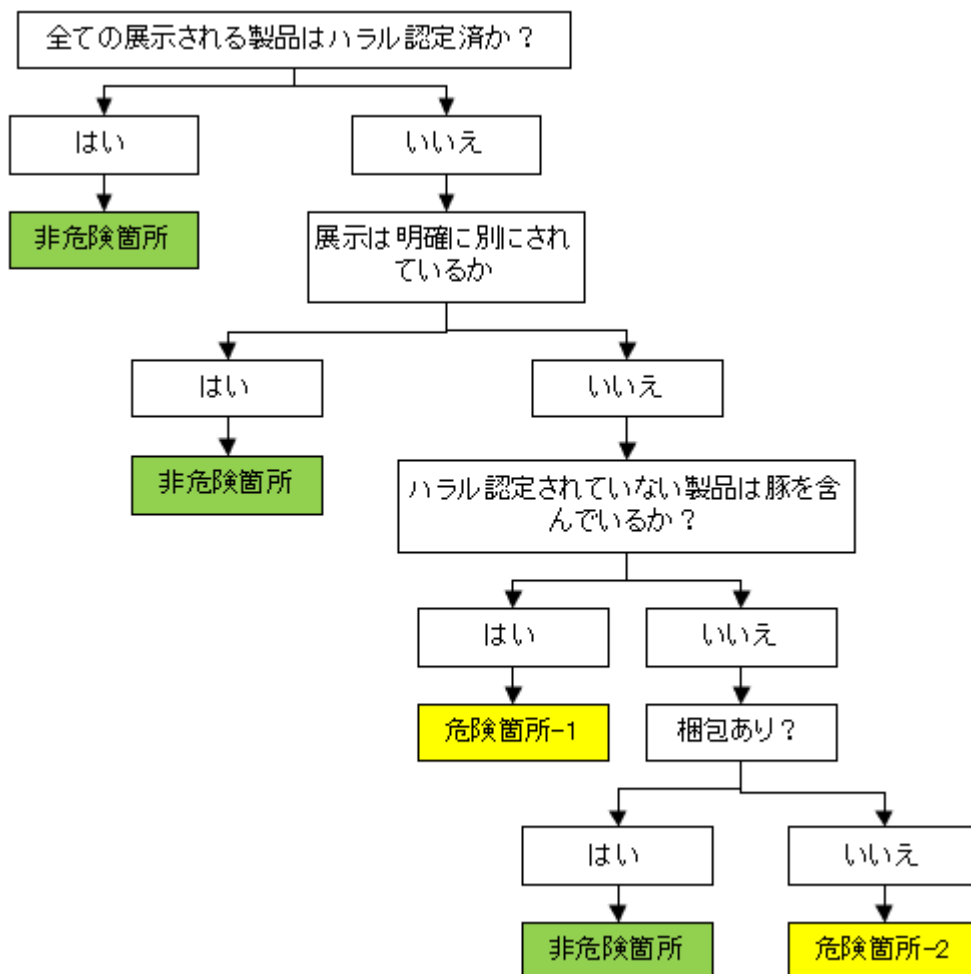 全ての展示される製品はハラル認定済か？
はい
いいえ
非危険箇所
展示は明確に別にされ
ているか
はい
いいえ
非危険箇所
ハラル認定されていない製品は豚を含
んでいるか？
はい
いいえ
危険箇所-1
梱包あり？
はい
いいえ
非危険箇所
危険箇所-2